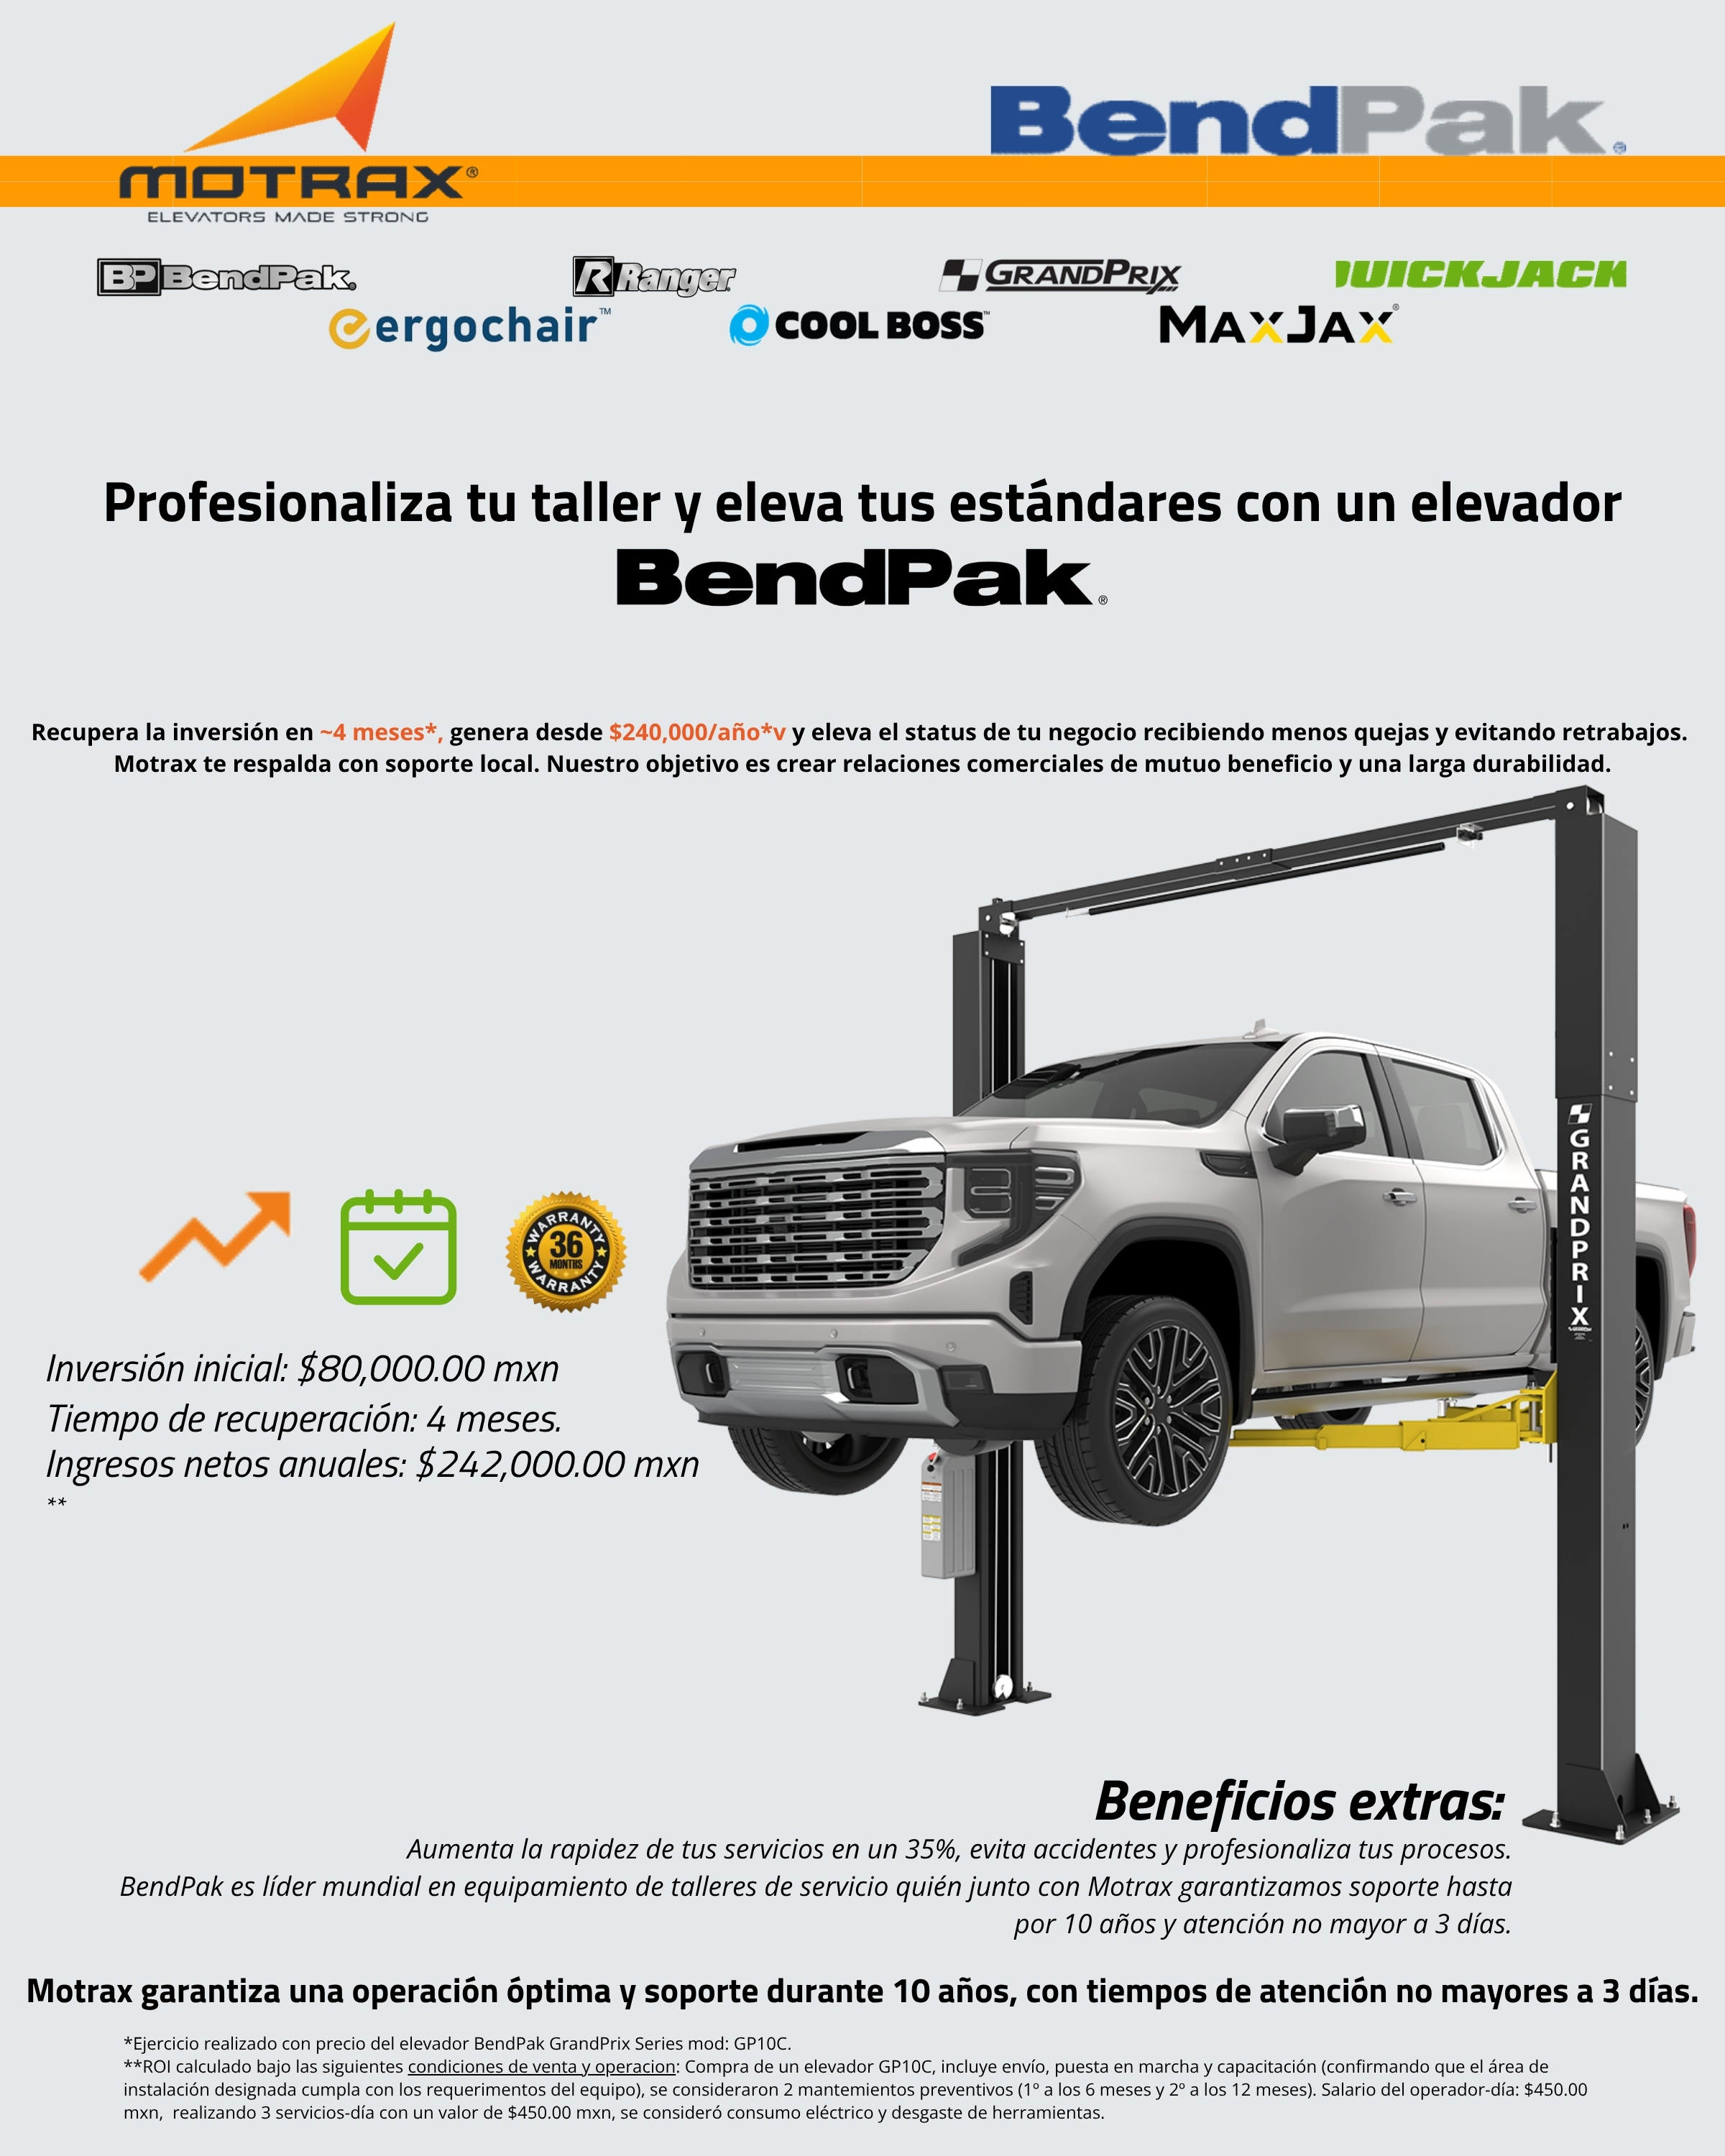 MOTRAX®
ELEVATORS MADE STRONG
BendPak®
BP BendPak.
R Ranger
GRANDPRIX
UICKJACK
ergochair™
COOL BOSS™
MAXJAX®
Profesionaliza tu taller y eleva tus estándares con un elevador
BendPak®
Recupera la inversión en ~4 meses*, genera desde $240,000/año*v y eleva el status de tu negocio recibiendo menos quejas y evitando retrabajos.
Motrax te respalda con soporte local. Nuestro objetivo es crear relaciones comerciales de mutuo beneficio y una larga durabilidad.
GRANDPRIX
WARRANTY
36
MONTHS
WARRANTY
Inversión inicial: $80,000.00 mxn
Tiempo de recuperación: 4 meses.
Ingresos netos anuales: $242,000.00 mxn
**
Beneficios extras:
Aumenta la rapidez de tus servicios en un 35%, evita accidentes y profesionaliza tus procesos.
BendPak es líder mundial en equipamiento de talleres de servicio quién junto con Motrax garantizamos soporte hasta
por 10 años y atención no mayor a 3 días.
Motrax garantiza una operación óptima y soporte durante 10 años, con tiempos de atención no mayores a 3 días.
*Ejercicio realizado con precio del elevador BendPak GrandPrix Series mod: GP10C.
**ROI calculado bajo las siguientes condiciones de venta y operacion: Compra de un elevador GP10C, incluye envío, puesta en marcha y capacitación (confirmando que el área de
instalación designada cumpla con los requerimentos del equipo), se consideraron 2 mantemientos preventivos (1º a los 6 meses y 2º a los 12 meses). Salario del operador-día: $450.00
mxn,  realizando 3 servicios-día con un valor de $450.00 mxn, se consideró consumo eléctrico y desgaste de herramientas.